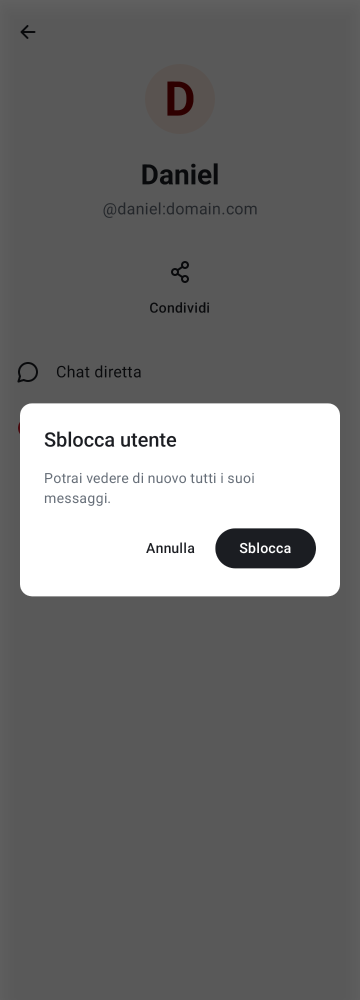 D
Daniel
@daniel:domain.com
Condividi
Chat diretta
Sblocca utente
Potrai vedere di nuovo tutti i suoi
messaggi.
Annulla
Sblocca